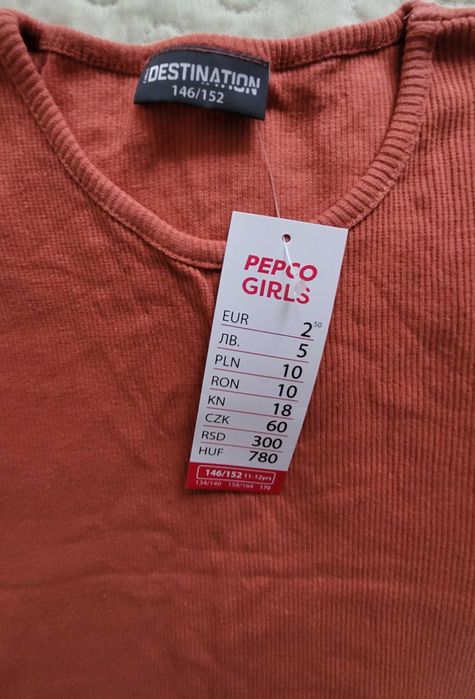 DESTINATION
146/152
PEPCO
GIRLS
EUR 2 50
ЛВ. 5
PLN 10
RON 10
KN 18
CZK 60
RSD 300
HUF 780
146/152 11-12yrs
134/140 158/164 170